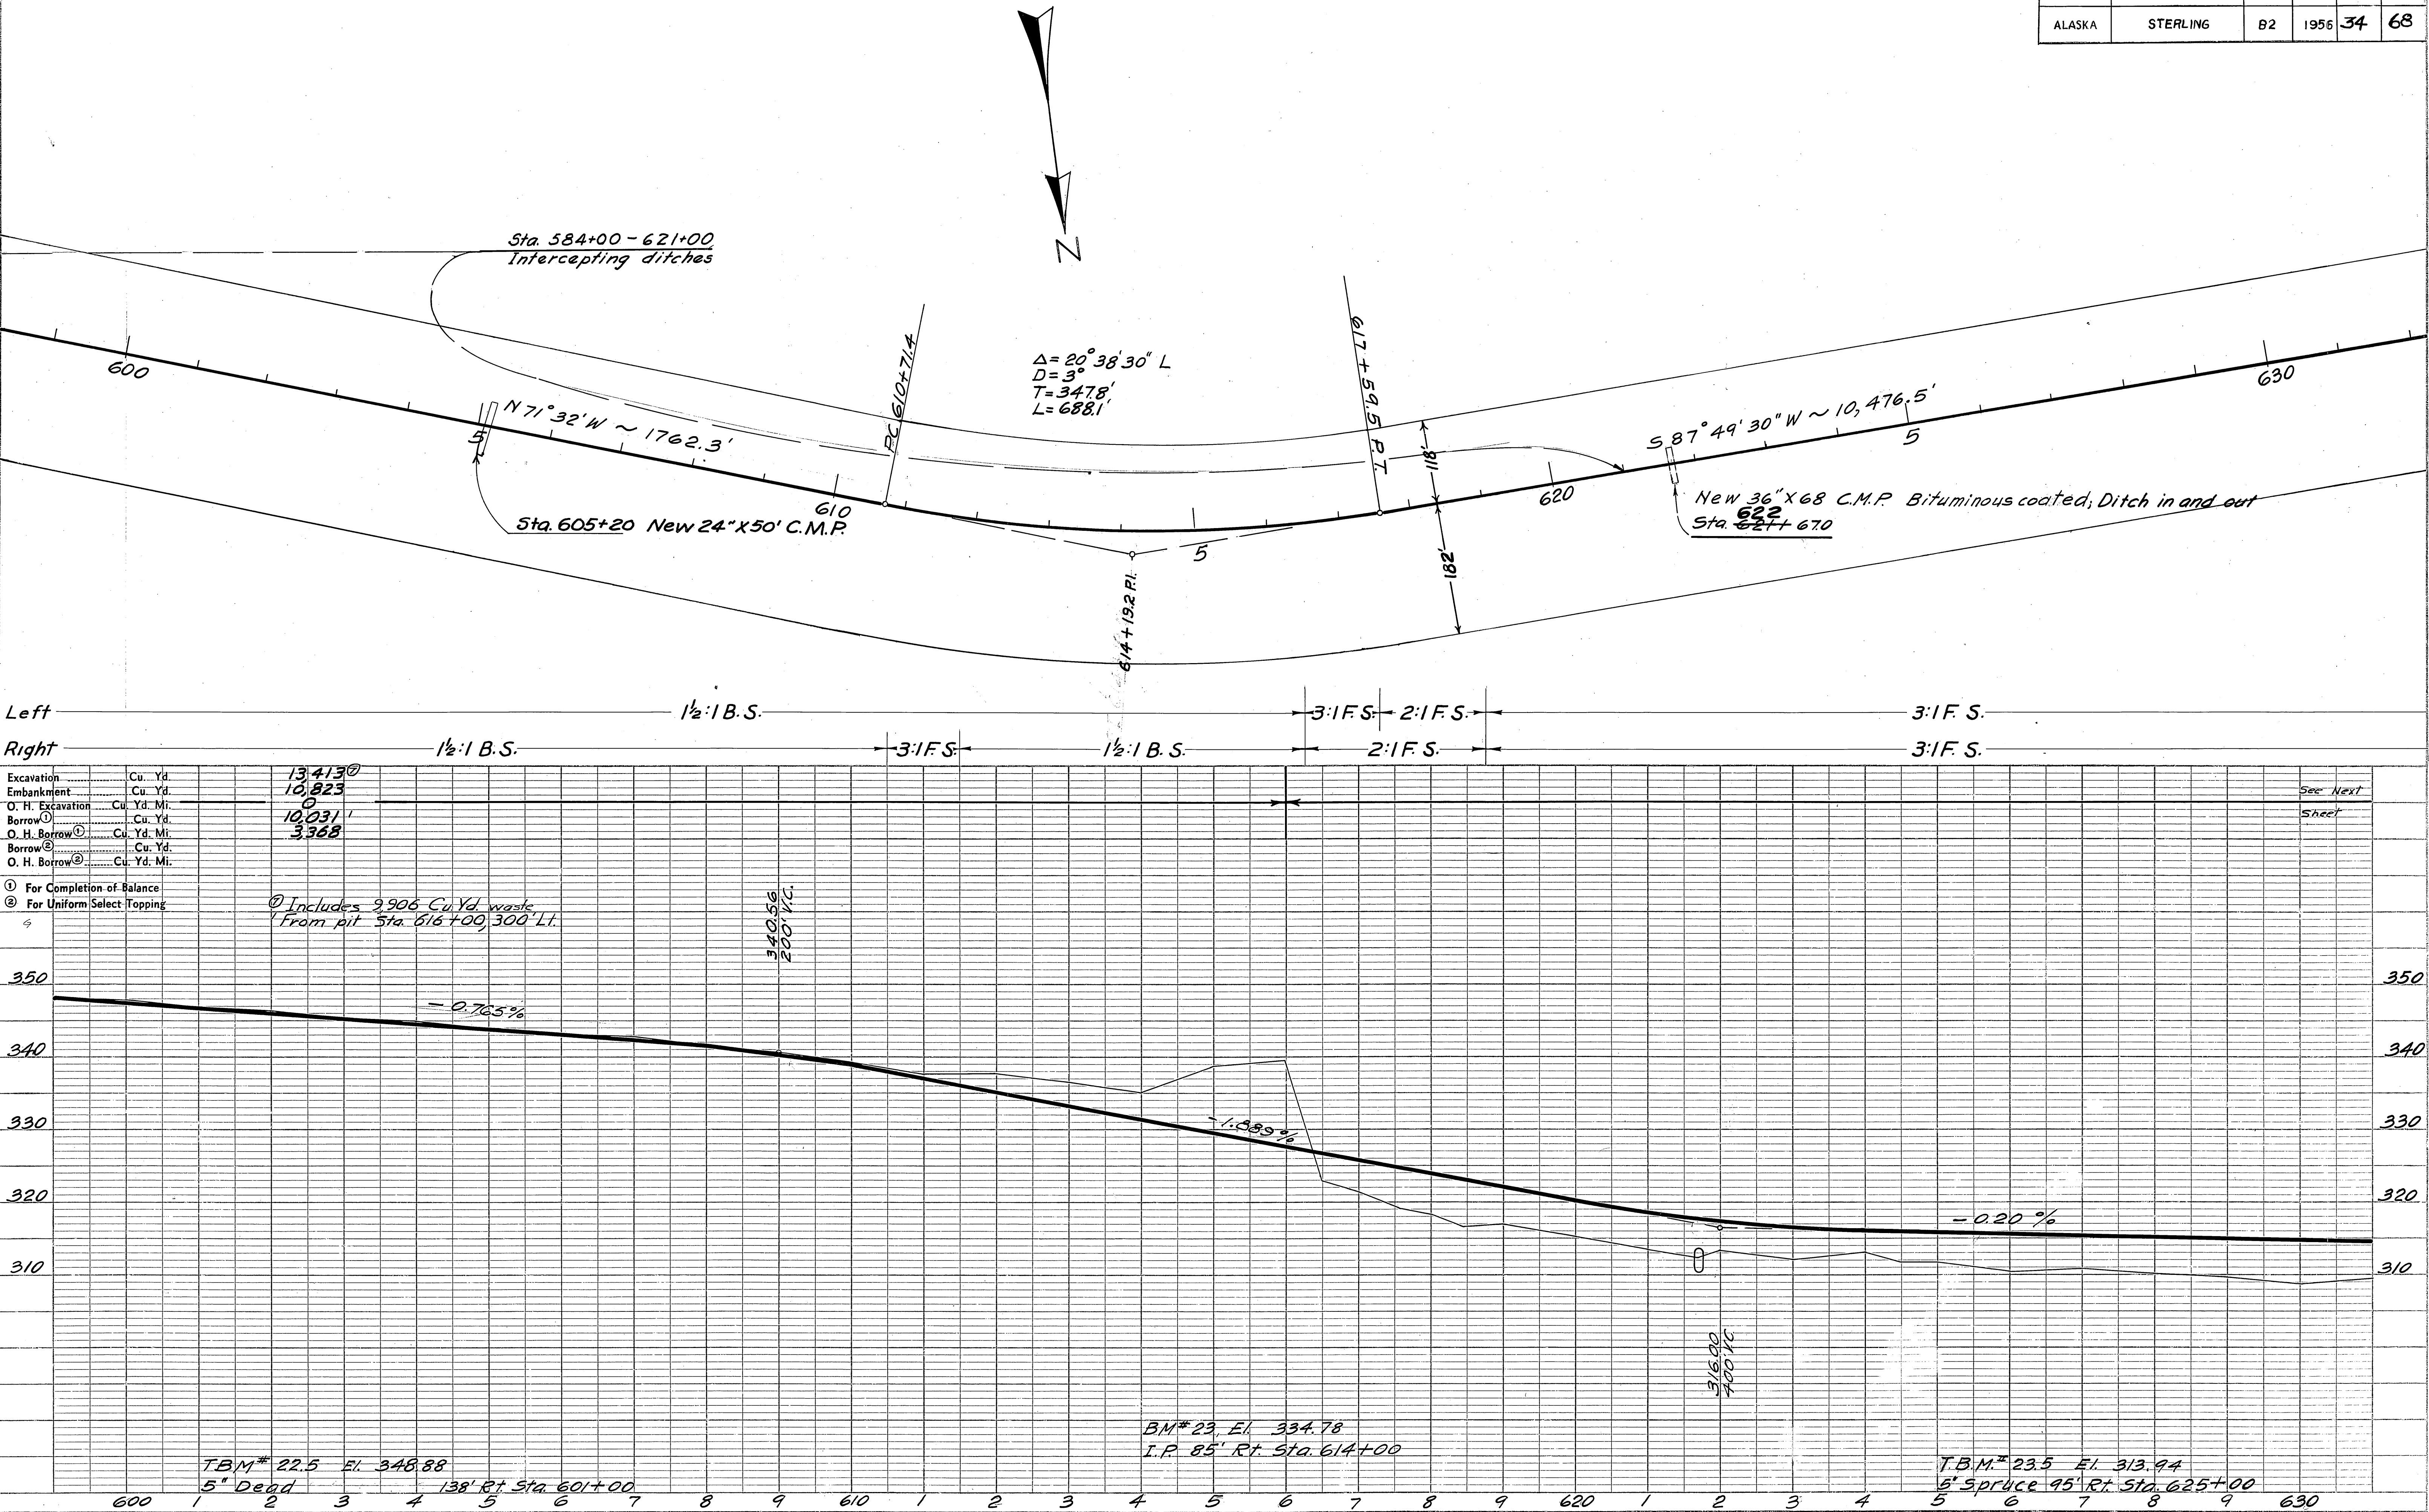 ALASKA STERLING B2 1956 34 68
N
Sta. 584+00 - 621+00
Intercepting ditches
600
5
N 71° 32' W ~ 1762.3'
Sta. 605+20 New 24" X 50' C.M.P.
610
P.C. 610+71.4
Δ = 20° 38' 30" L
D = 3°
T = 347.8'
L = 688.1'
614+19.2 P.I.
5
617+59.5 P.T.
118'
182'
620
S 87° 49' 30" W ~ 10,476.5'
5
630
New 36" X 68 C.M.P. Bituminous coated; Ditch in and out
622
Sta. 621+ 670
Left 1½:1 B.S. 3:1 F.S. 2:1 F.S. 3:1 F.S.
Right 1½:1 B.S. 3:1 F.S. 1½:1 B.S. 2:1 F.S. 3:1 F.S.
Excavation Cu. Yd. 13,413 ⑦
Embankment Cu. Yd. 10,823
O. H. Excavation Cu. Yd. Mi. 0
Borrow ① Cu. Yd. 10,031
O. H. Borrow ① Cu. Yd. Mi. 3,368
Borrow ② Cu. Yd.
O. H. Borrow ② Cu. Yd. Mi.
See Next
Sheet
① For Completion of Balance
② For Uniform Select Topping
⑦ Includes 9,906 Cu. Yd. waste
From pit Sta. 616+00, 300' Lt.
340.56
200' V.C.
350 350
- 0.765%
340 340
330 330
- 1.889%
320 320
- 0.20 %
310 310
316.00
400' V.C.
BM# 23, El. 334.78
I.P. 85' Rt. Sta. 614+00
T.B.M# 22.5 El. 348.88
5" Dead 138' Rt. Sta. 601+00
T.B.M.# 23.5 El. 313.94
5" Spruce 95' Rt. Sta. 625+00
600 1 2 3 4 5 6 7 8 9 610 1 2 3 4 5 6 7 8 9 620 1 2 3 4 5 6 7 8 9 630